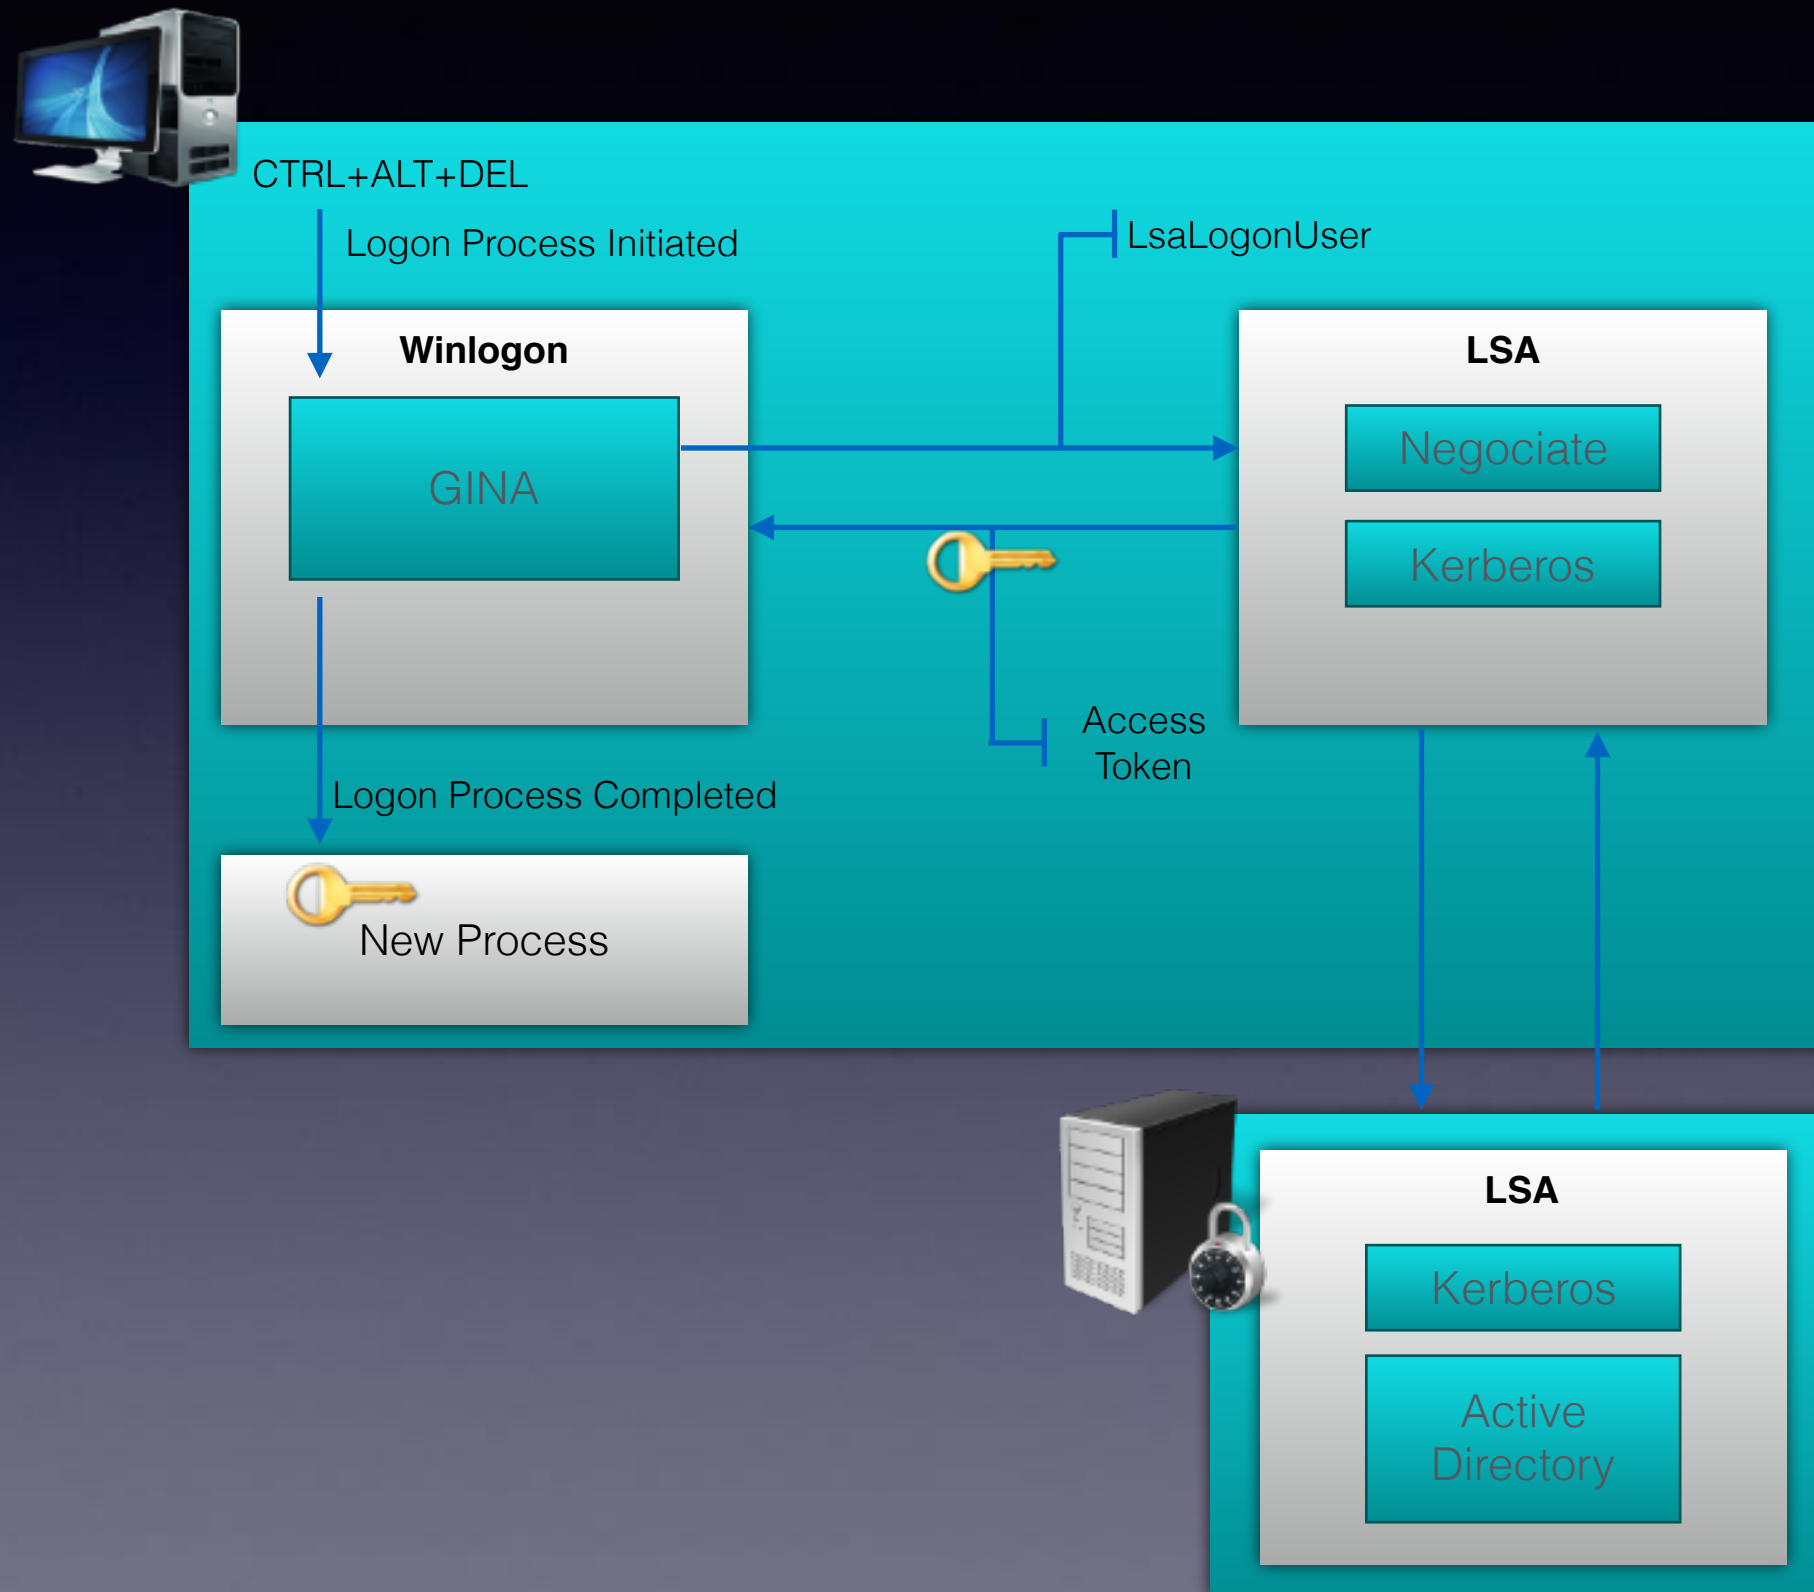 CTRL+ALT+DEL
Logon Process Initiated
LsaLogonUser
Winlogon
GINA
LSA
Negociate
Kerberos
Access
Token
Logon Process Completed
New Process
LSA
Kerberos
Active
Directory